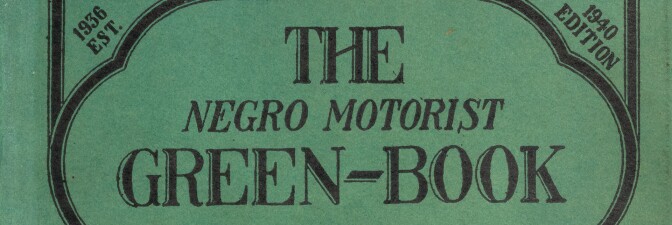 1936
EST.
1940
EDITION
THE
NEGRO MOTORIST
GREEN-BOOK